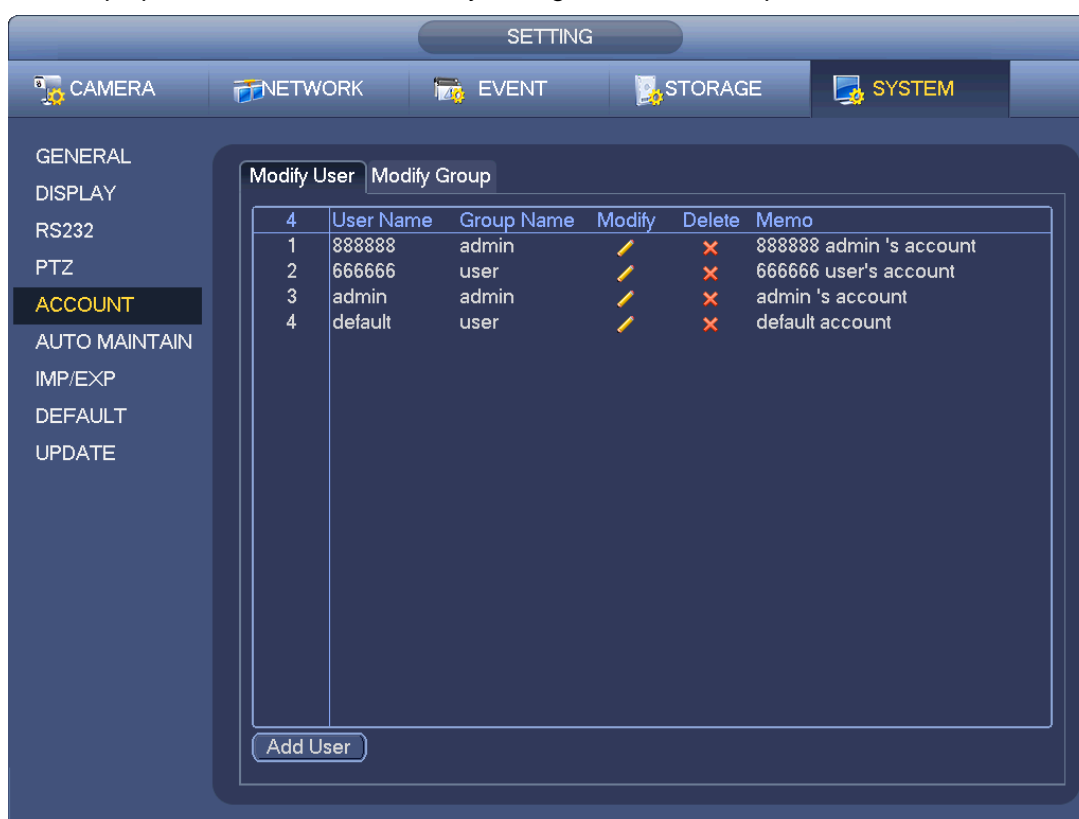 SETTING
CAMERA NETWORK EVENT STORAGE SYSTEM
GENERAL
DISPLAY
RS232
PTZ
ACCOUNT
AUTO MAINTAIN
IMP/EXP
DEFAULT
UPDATE
Modify User Modify Group
4 User Name Group Name Modify Delete Memo
1 888888 admin 888888 admin 's account
2 666666 user 666666 user's account
3 admin admin admin 's account
4 default user default account
Add User